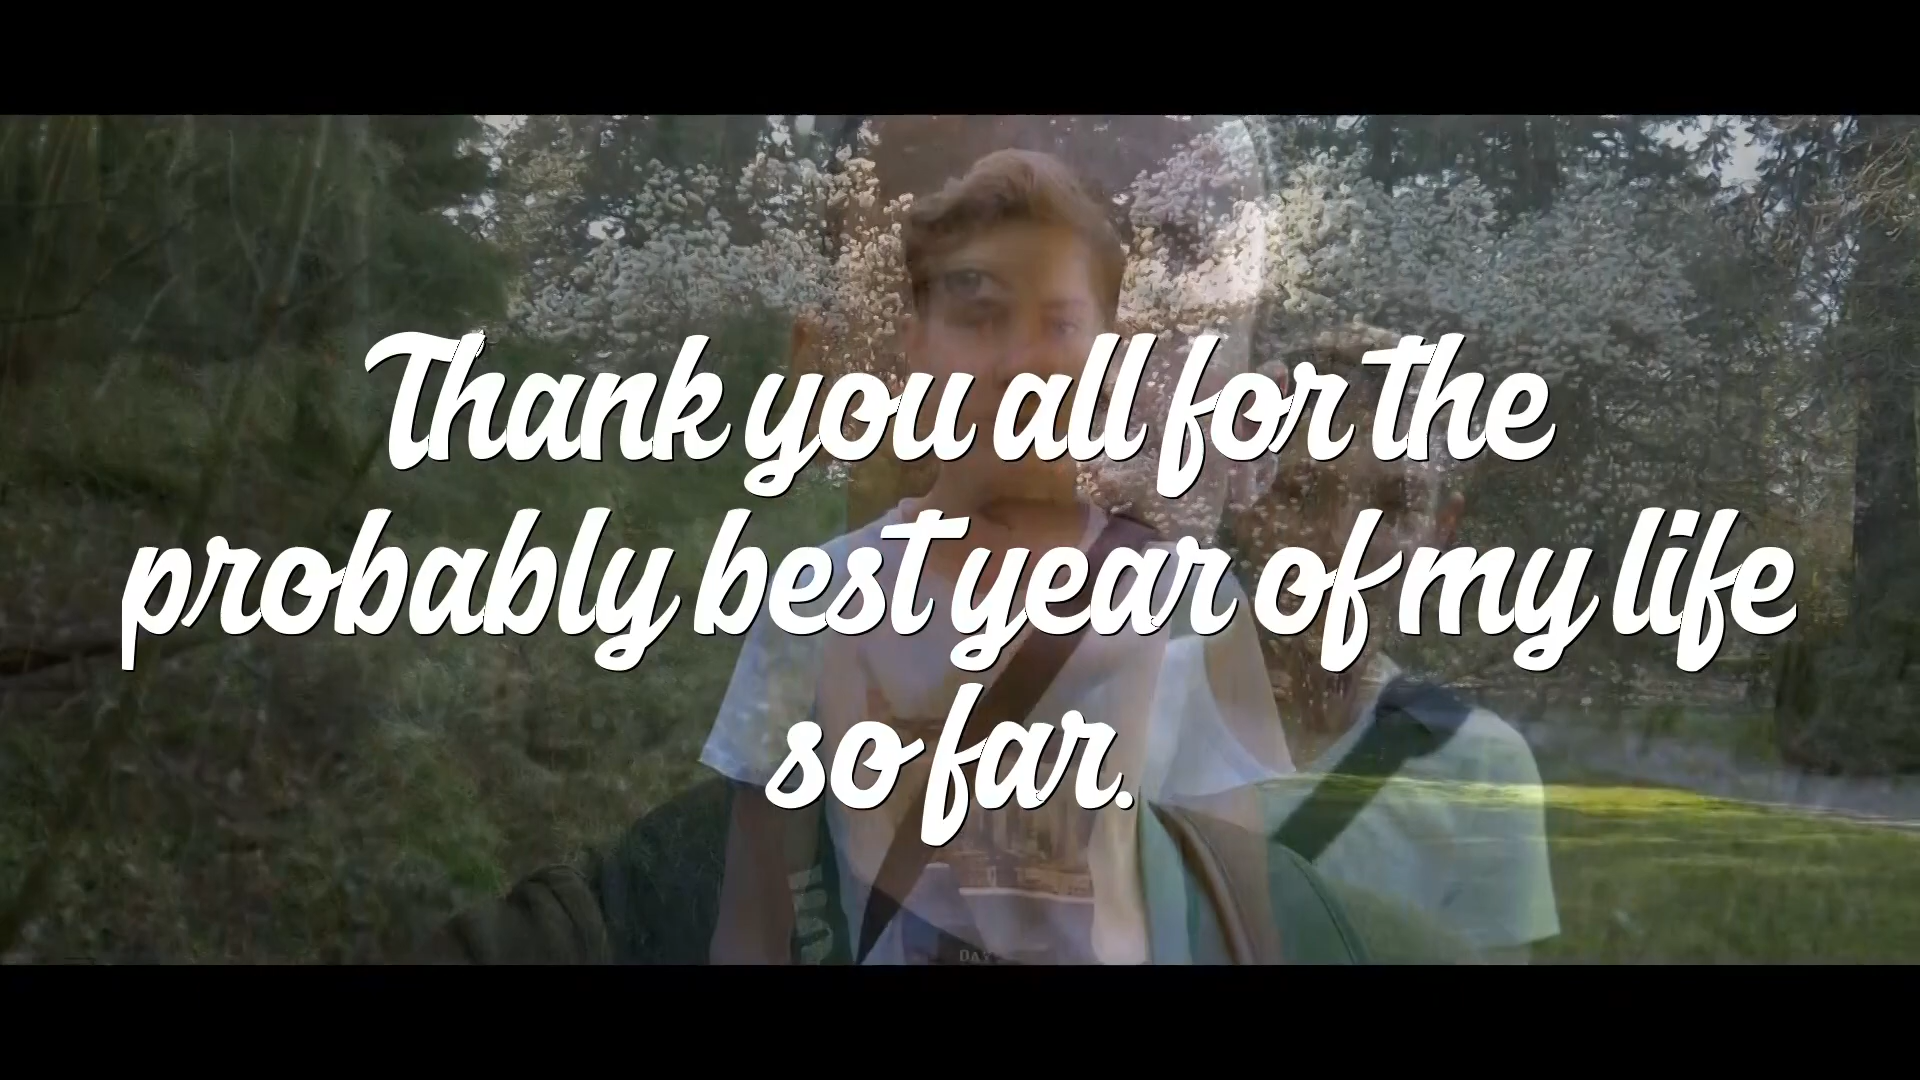 Thank you all for the
probably best year of my life
so far.